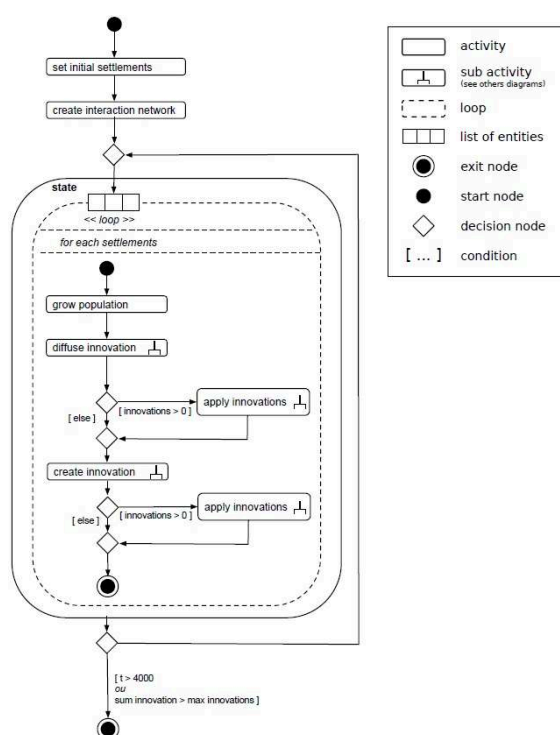 set initial settlements
create interaction network
state
<< loop >>
for each settlements
grow population
diffuse innovation
[ innovations > 0 ]
apply innovations
[ else ]
create innovation
[ innovations > 0 ]
apply innovations
[ else ]
[ t > 4000
ou
sum innovation > max innovations ]
activity
sub activity
(see others diagrams)
loop
list of entities
exit node
start node
decision node
[ ... ] condition